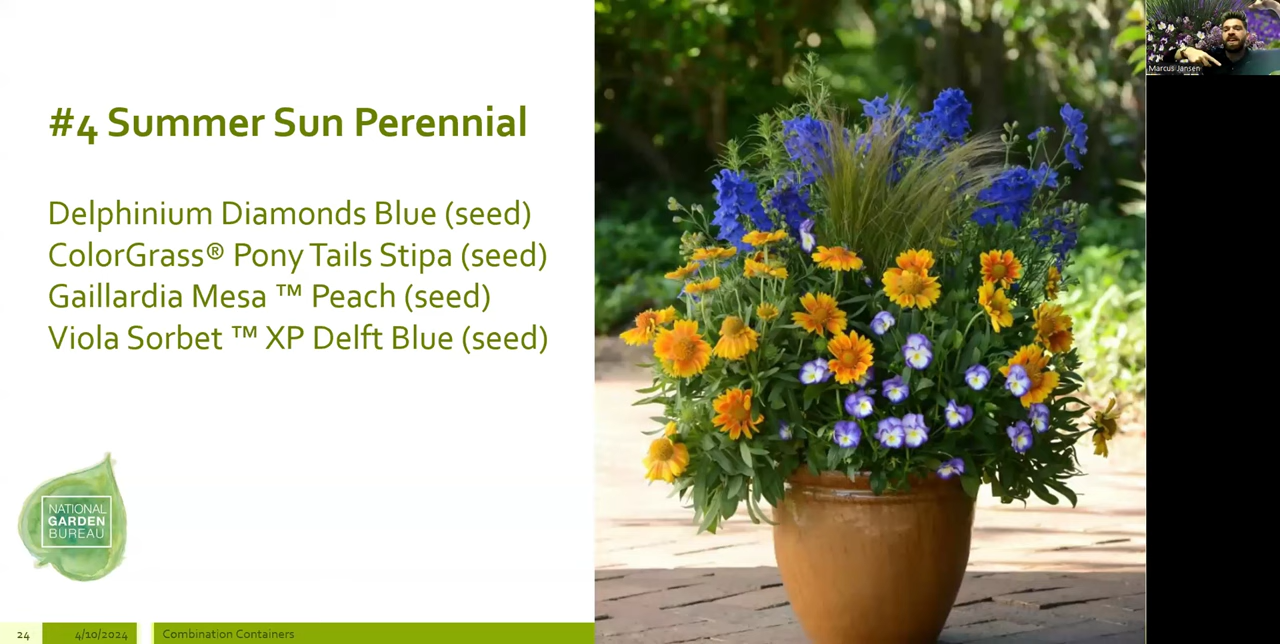 #4 Summer Sun Perennial
Delphinium Diamonds Blue (seed)
ColorGrass® Pony Tails Stipa (seed)
Gaillardia Mesa ™ Peach (seed)
Viola Sorbet ™ XP Delft Blue (seed)
NATIONAL
GARDEN
BUREAU
24
4/10/2024
Combination Containers
Marcus Jansen